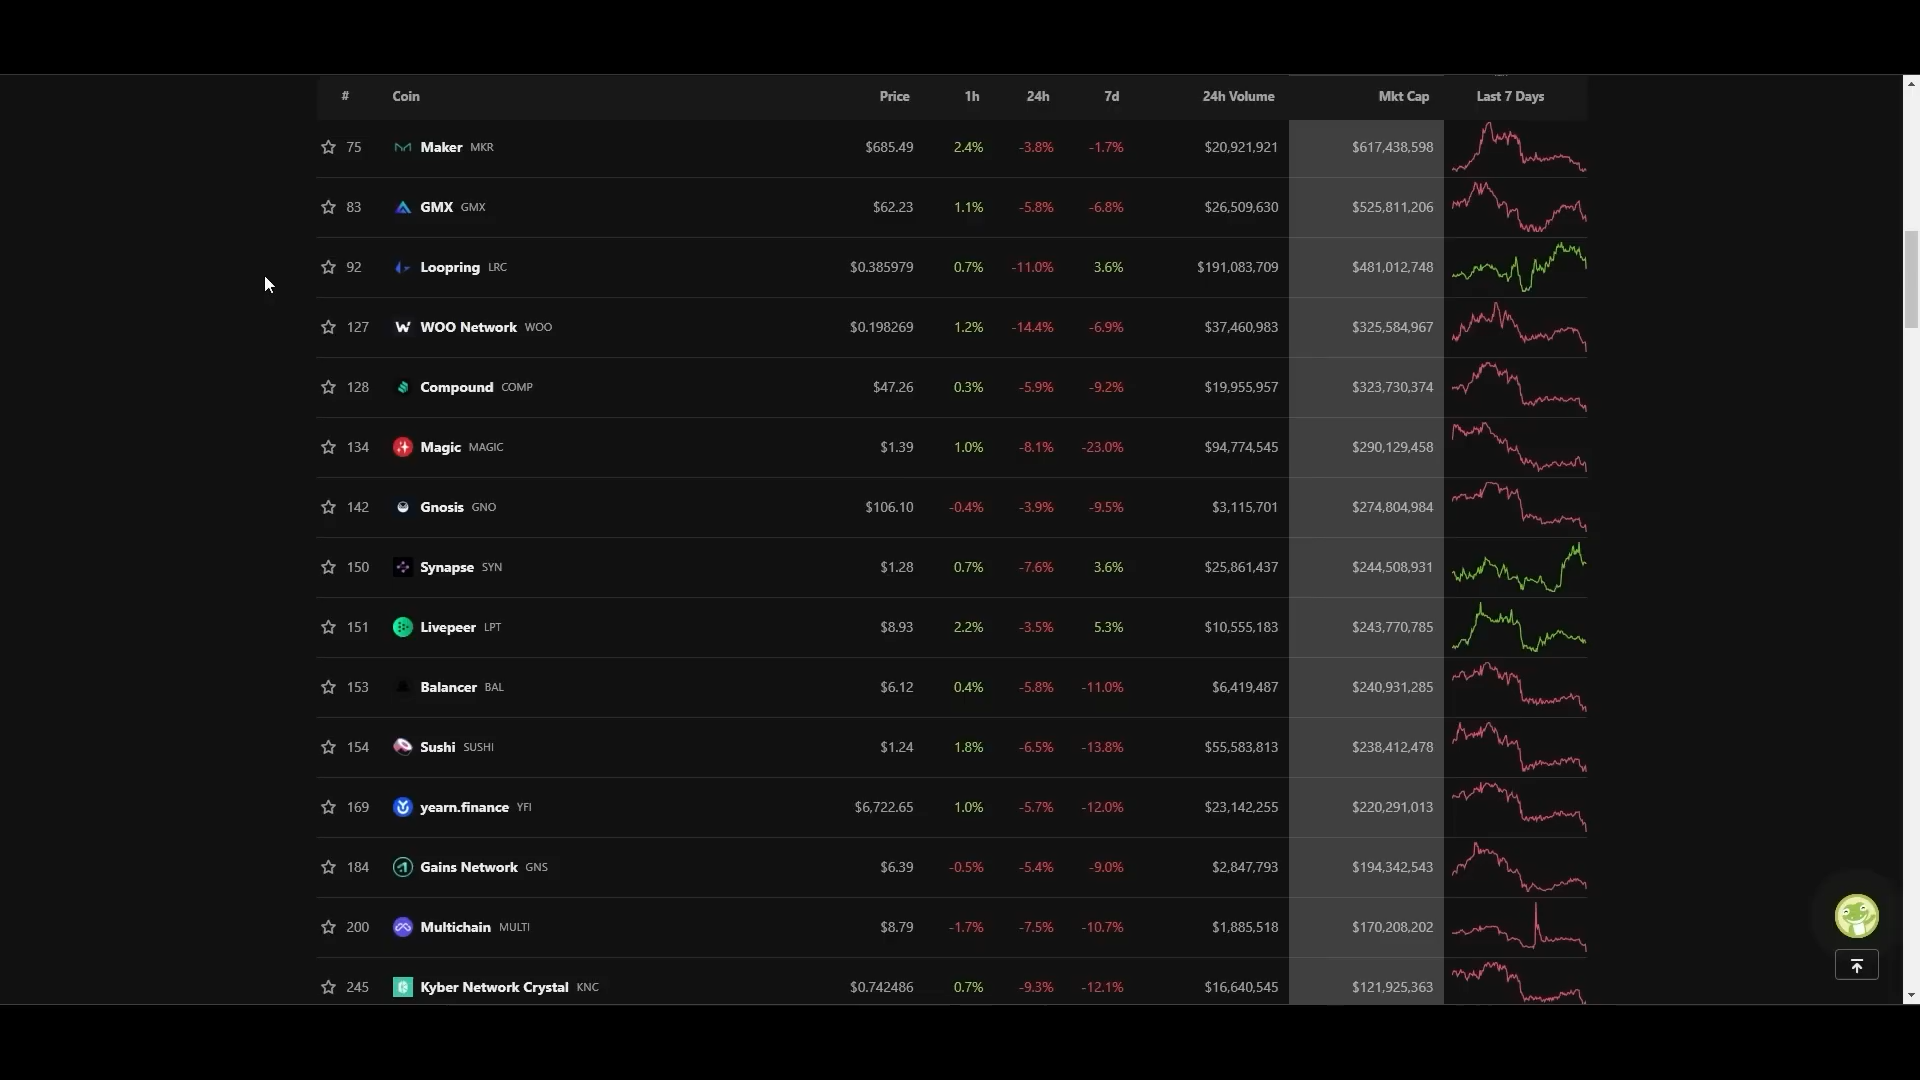 # Coin Price 1h 24h 7d 24h Volume Mkt Cap Last 7 Days
75 Maker MKR $685.49 2.4% -3.8% -1.7% $20,921,921 $617,438,598
83 GMX GMX $62.23 1.1% -5.8% -6.8% $26,509,630 $525,811,206
92 Loopring LRC $0.385979 0.7% -11.0% 3.6% $191,083,709 $481,012,748
127 WOO Network WOO $0.198269 1.2% -14.4% -6.9% $37,460,983 $325,584,967
128 Compound COMP $47.26 0.3% -5.9% -9.2% $19,955,957 $323,730,374
134 Magic MAGIC $1.39 1.0% -8.1% -23.0% $94,774,545 $290,129,458
142 Gnosis GNO $106.10 -0.4% -3.9% -9.5% $3,115,701 $274,804,984
150 Synapse SYN $1.28 0.7% -7.6% 3.6% $25,861,437 $244,508,931
151 Livepeer LPT $8.93 2.2% -3.5% 5.3% $10,555,183 $243,770,785
153 Balancer BAL $6.12 0.4% -5.8% -11.0% $6,419,487 $240,931,285
154 Sushi SUSHI $1.24 1.8% -6.5% -13.8% $55,583,813 $238,412,478
169 yearn.finance YFI $6,722.65 1.0% -5.7% -12.0% $23,142,255 $220,291,013
184 Gains Network GNS $6.39 -0.5% -5.4% -9.0% $2,847,793 $194,342,543
200 Multichain MULTI $8.79 -1.7% -7.5% -10.7% $1,885,518 $170,208,202
245 Kyber Network Crystal KNC $0.742486 0.7% -9.3% -12.1% $16,640,545 $121,925,363